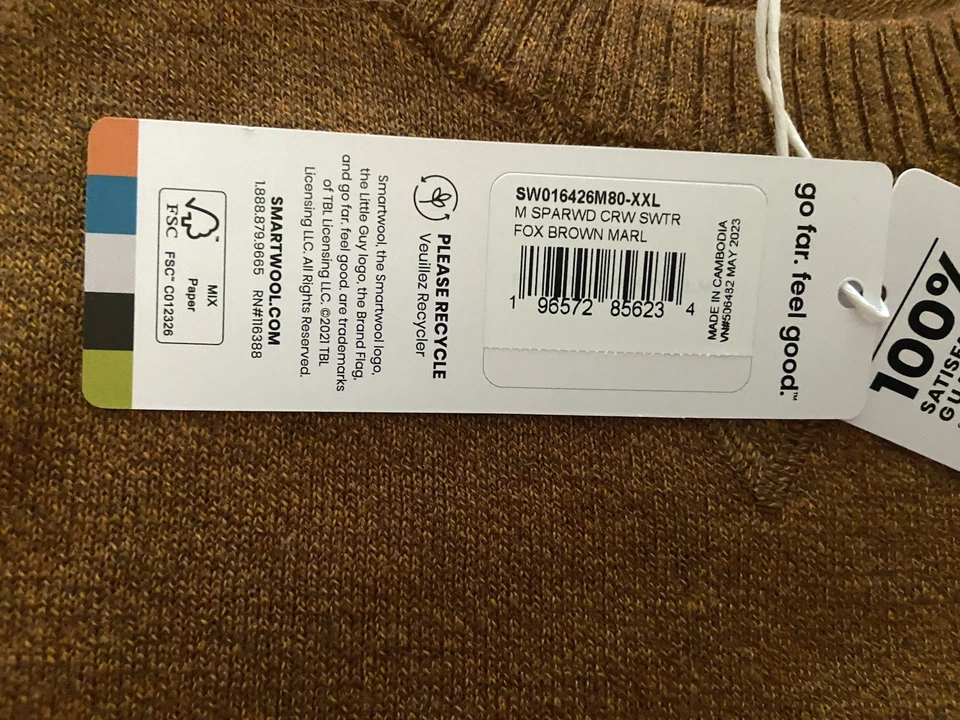 go far. feel good.™
SW016426M80-XXL
M SPARWD CRW SWTR
FOX BROWN MARL
1 96572 85623 4
MADE IN CAMBODIA
VN#506482 MAY 2023
PLEASE RECYCLE
Veuillez Recycler
Smartwool, the Smartwool logo,
the Little Guy logo, the Brand Flag,
and go far. feel good. are trademarks
of TBL Licensing LLC. ©2021 TBL
Licensing LLC. All Rights Reserved.
SMARTWOOL.COM
1.888.879.9665 RN#116388
MIX
Paper
FSC™ C012326
FSC
100%